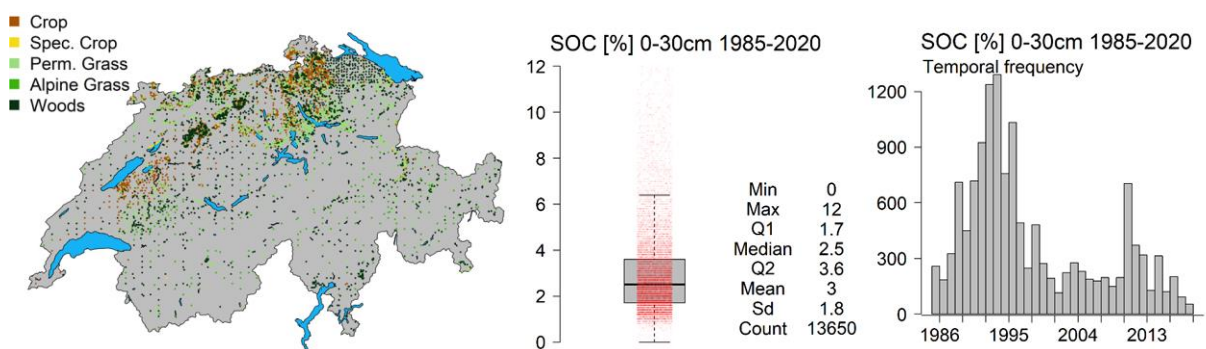 Crop
Spec. Crop
Perm. Grass
Alpine Grass
Woods
SOC [%] 0-30cm 1985-2020
12
10
8
6
4
2
0
Min 0
Max 12
Q1 1.7
Median 2.5
Q2 3.6
Mean 3
Sd 1.8
Count 13650
SOC [%] 0-30cm 1985-2020
Temporal frequency
1200
900
600
300
0
1986 1995 2004 2013